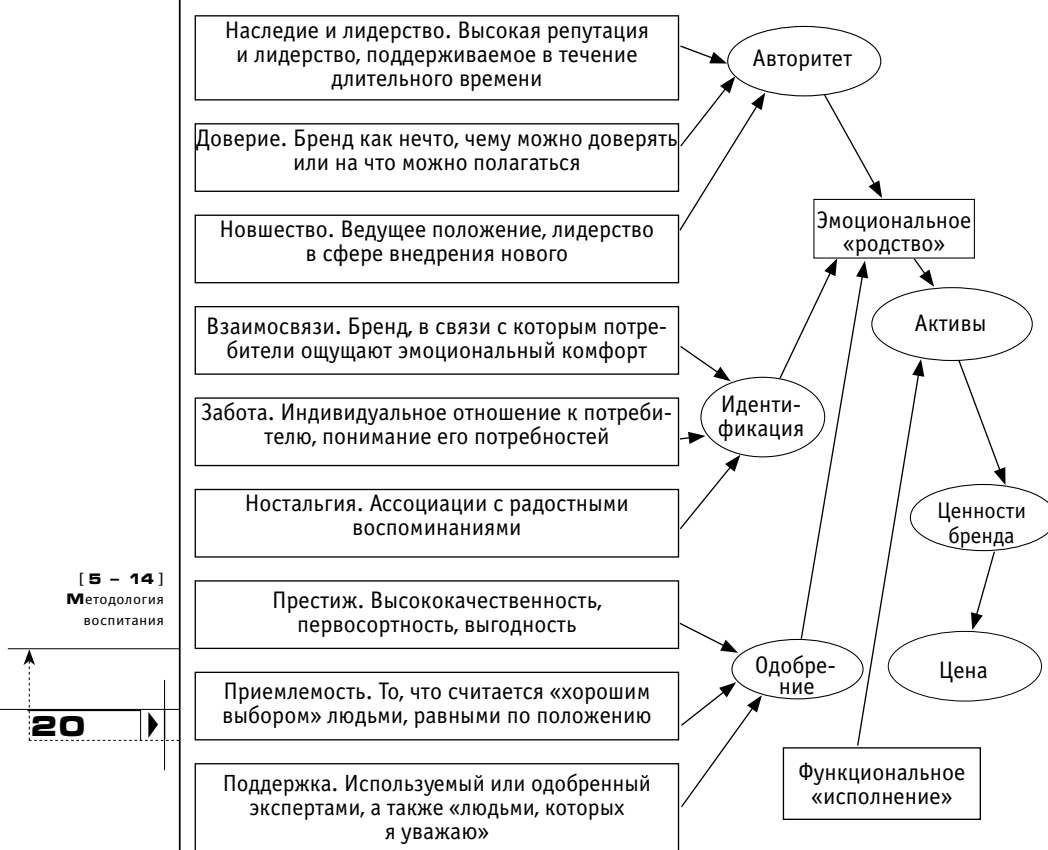 Наследие и лидерство. Высокая репутация
и лидерство, поддерживаемое в течение
длительного времени
Авторитет
Доверие. Бренд как нечто, чему можно доверять
или на что можно полагаться
Новшество. Ведущее положение, лидерство
в сфере внедрения нового
Эмоциональное
«родство»
Активы
Взаимосвязи. Бренд, в связи с которым потре-
бители ощущают эмоциональный комфорт
Забота. Индивидуальное отношение к потреби-
телю, понимание его потребностей
Иденти-
фикация
Ностальгия. Ассоциации с радостными
воспоминаниями
Ценности
бренда
[5 – 14]
Методология
воспитания
Престиж. Высококачественность,
первосортность, выгодность
Одобре-
ние
Цена
Приемлемость. То, что считается «хорошим
выбором» людьми, равными по положению
20
Поддержка. Используемый или одобренный
экспертами, а также «людьми, которых
я уважаю»
Функциональное
«исполнение»